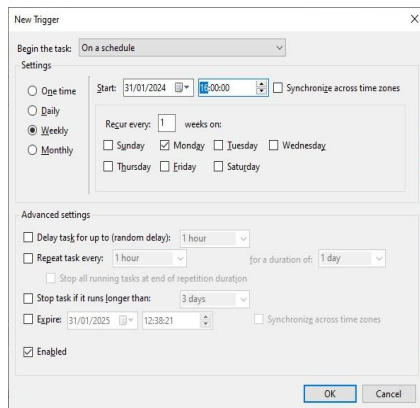 New Trigger
Begin the task: On a schedule
Settings
One time
Daily
Weekly
Monthly
Start: 31/01/2024 16:00:00 Synchronize across time zones
Recur every: 1 weeks on:
Sunday Monday Tuesday Wednesday
Thursday Friday Saturday
Advanced settings
Delay task for up to (random delay): 1 hour
Repeat task every: 1 hour for a duration of: 1 day
Stop all running tasks at end of repetition duration
Stop task if it runs longer than: 3 days
Expire: 31/01/2025 12:38:21 Synchronize across time zones
Enabled
OK Cancel